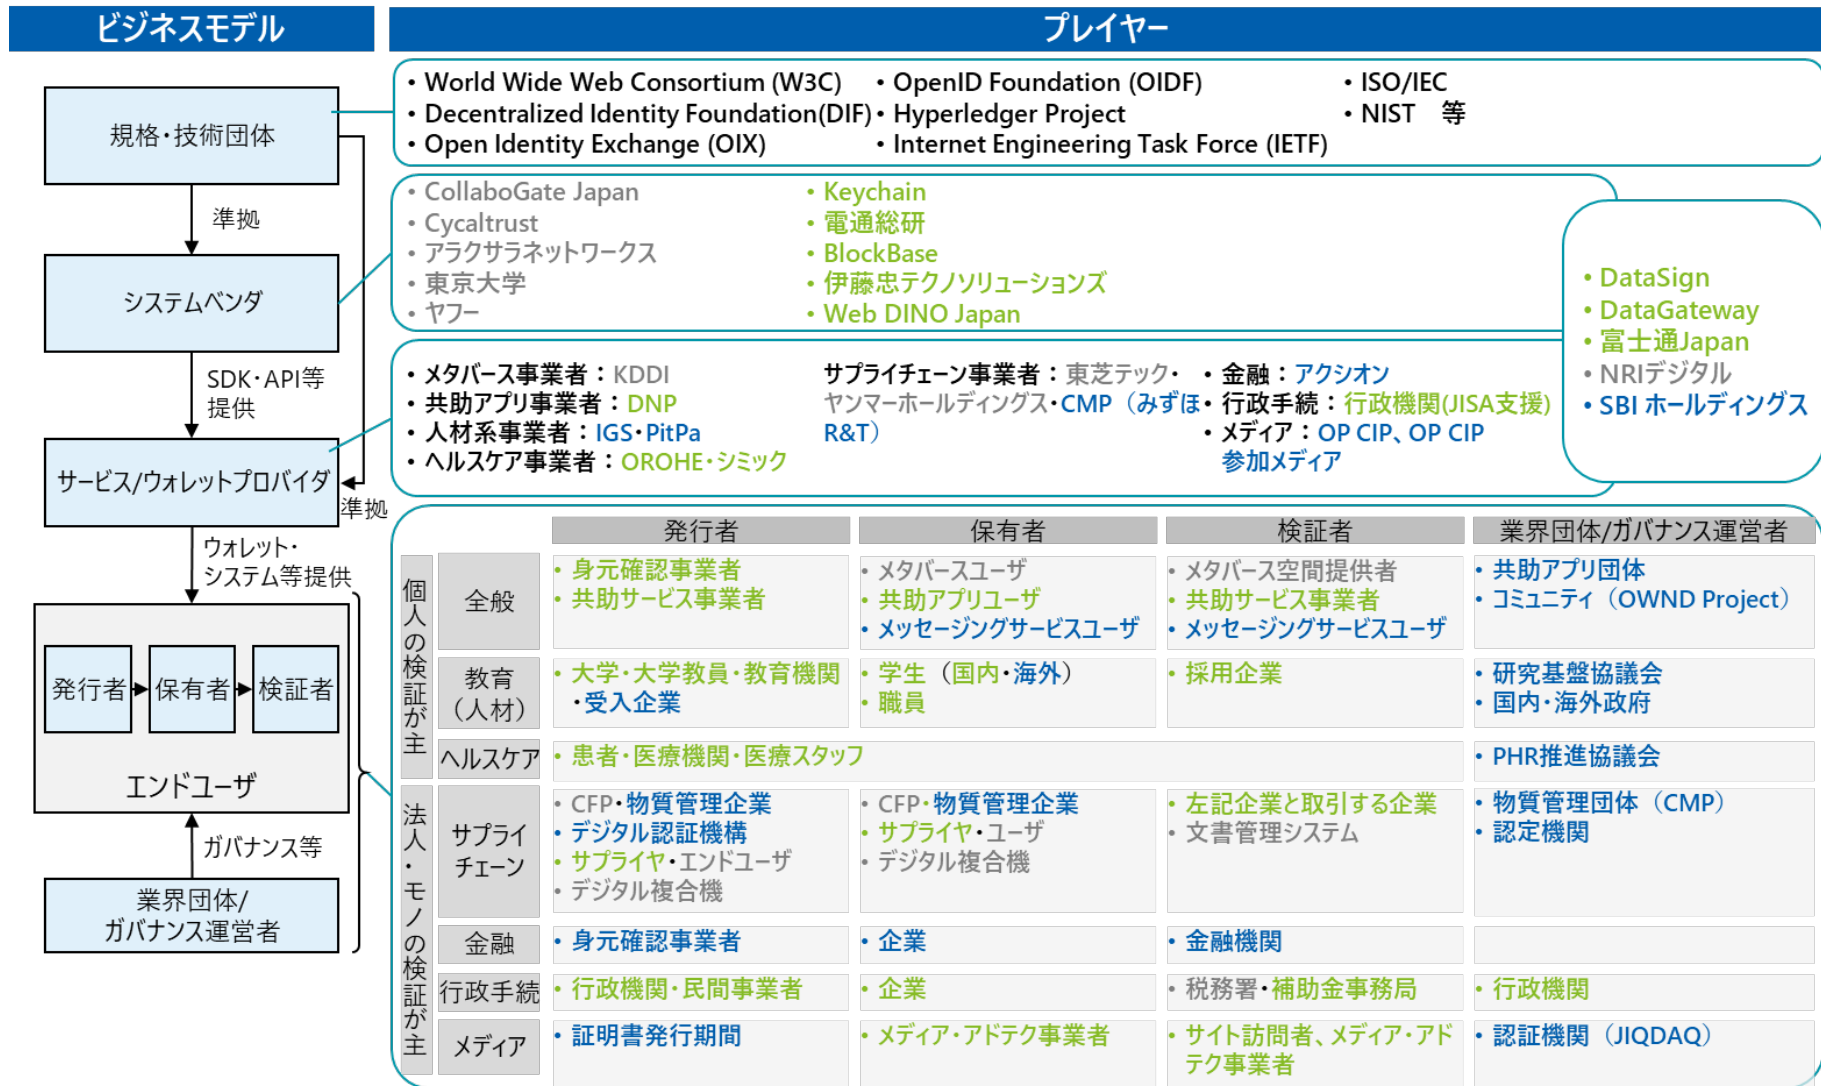 ビジネスモデル
プレイヤー
規格・技術団体
準拠
システムベンダ
SDK・API等
提供
サービス/ウォレットプロバイダ
準拠
ウォレット・
システム等提供
発行者
保有者
検証者
エンドユーザ
ガバナンス等
業界団体/
ガバナンス運営者
・World Wide Web Consortium (W3C)
・Decentralized Identity Foundation(DIF)
・Open Identity Exchange (OIX)
・OpenID Foundation (OIDF)
・Hyperledger Project
・Internet Engineering Task Force (IETF)
・ISO/IEC
・NIST 等
・CollaboGate Japan
・Cycaltrust
・アラクサラネットワークス
・東京大学
・ヤフー
・Keychain
・電通総研
・BlockBase
・伊藤忠テクノソリューションズ
・Web DINO Japan
・DataSign
・DataGateway
・富士通Japan
・NRIデジタル
・SBI ホールディングス
・メタバース事業者：KDDI
・共助アプリ事業者：DNP
・人材系事業者：IGS・PitPa
・ヘルスケア事業者：OROHE・シミック
サプライチェーン事業者：東芝テック・
ヤンマーホールディングス・CMP（みずほ
R&T）
・金融：アクシオン
・行政手続：行政機関(JISA支援)
・メディア：OP CIP、OP CIP
参加メディア
発行者
保有者
検証者
業界団体/ガバナンス運営者
個人の検証が主
全般
・身元確認事業者
・共助サービス事業者
・メタバースユーザ
・共助アプリユーザ
・メッセージングサービスユーザ
・メタバース空間提供者
・共助サービス事業者
・メッセージングサービスユーザ
・共助アプリ団体
・コミュニティ（OWND Project）
教育
（人材）
・大学・大学教員・教育機関
・受入企業
・学生（国内・海外）
・職員
・採用企業
・研究基盤協議会
・国内・海外政府
ヘルスケア
・患者・医療機関・医療スタッフ
・PHR推進協議会
法人・モノの検証が主
サプライ
チェーン
・CFP・物質管理企業
・デジタル認証機構
・サプライヤ・エンドユーザ
・デジタル複合機
・CFP・物質管理企業
・サプライヤ・ユーザ
・デジタル複合機
・左記企業と取引する企業
・文書管理システム
・物質管理団体（CMP）
・認定機関
金融
・身元確認事業者
・企業
・金融機関
行政手続
・行政機関・民間事業者
・企業
・税務署・補助金事務局
・行政機関
メディア
・証明書発行期間
・メディア・アドテク事業者
・サイト訪問者、メディア・アド
テク事業者
・認証機関（JIQDAQ）